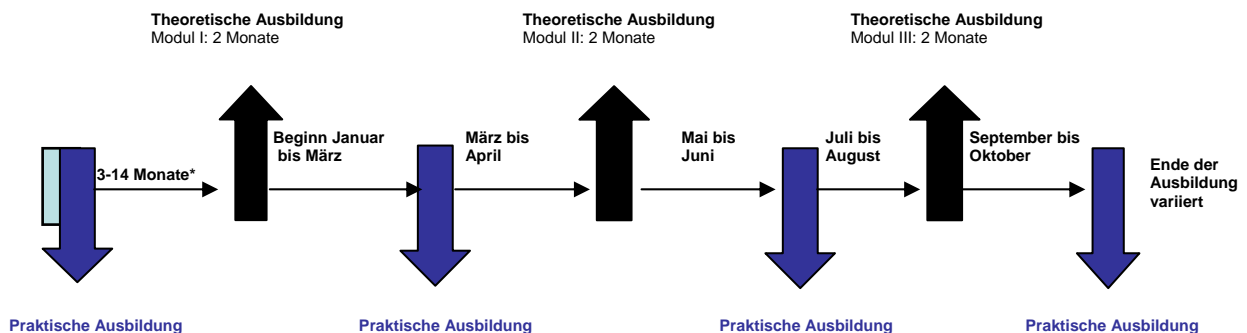 Theoretische Ausbildung
Modul I: 2 Monate
Theoretische Ausbildung
Modul II: 2 Monate
Theoretische Ausbildung
Modul III: 2 Monate
3-14 Monate*
Beginn Januar
bis März
März bis
April
Mai bis
Juni
Juli bis
August
September bis
Oktober
Ende der
Ausbildung
variiert
Praktische Ausbildung
Praktische Ausbildung
Praktische Ausbildung
Praktische Ausbildung